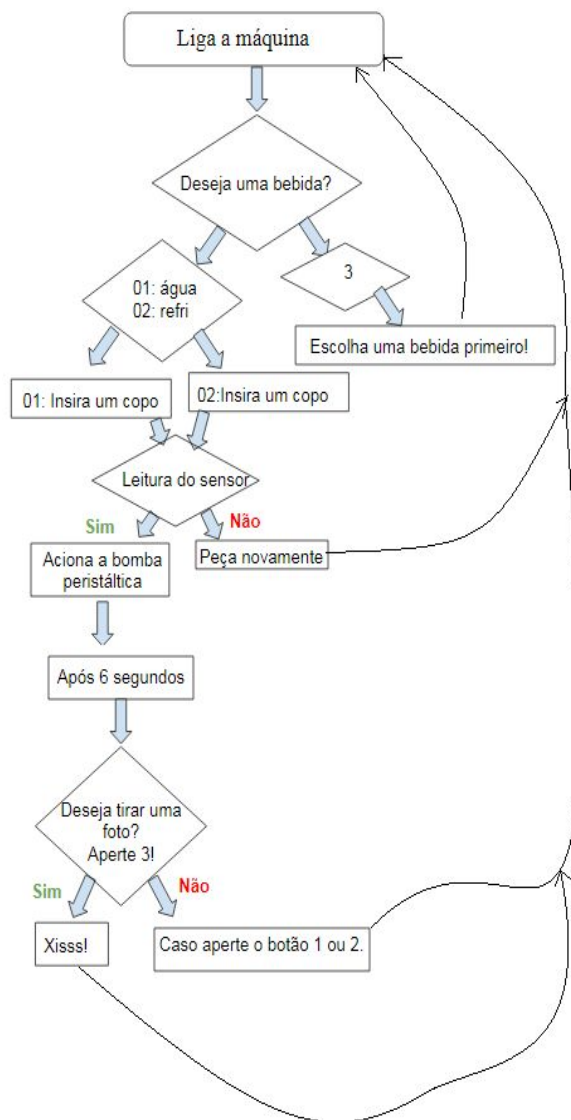 Liga a máquina
Deseja uma bebida?
01: água
02: refri
3
Escolha uma bebida primeiro!
01: Insira um copo
02:Insira um copo
Leitura do sensor
Sim
Não
Aciona a bomba
peristáltica
Peça novamente
Após 6 segundos
Deseja tirar uma
foto?
Aperte 3!
Sim
Não
Xisss!
Caso aperte o botão 1 ou 2.